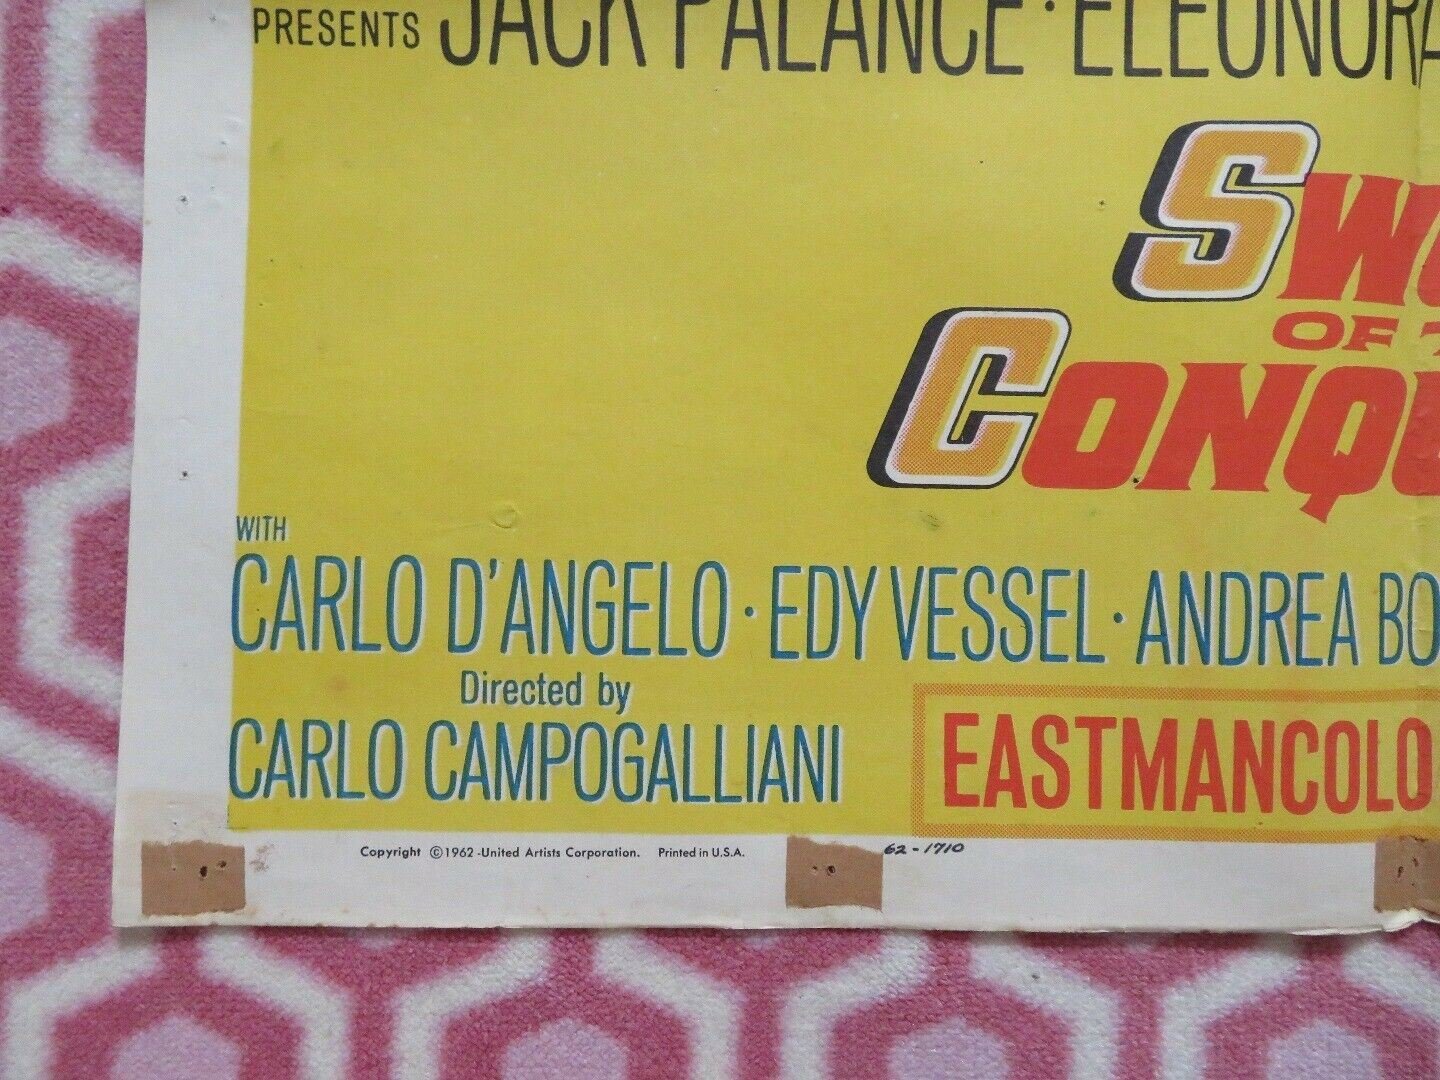 PRESENTS JACK PALANCE · ELEONORA
SWO
OF T
CONQU
WITH
CARLO D'ANGELO · EDY VESSEL · ANDREA BO
Directed by
CARLO CAMPOGALLIANI
EASTMANCOLO
Copyright ©1962-United Artists Corporation. Printed in U.S.A.
62-1710